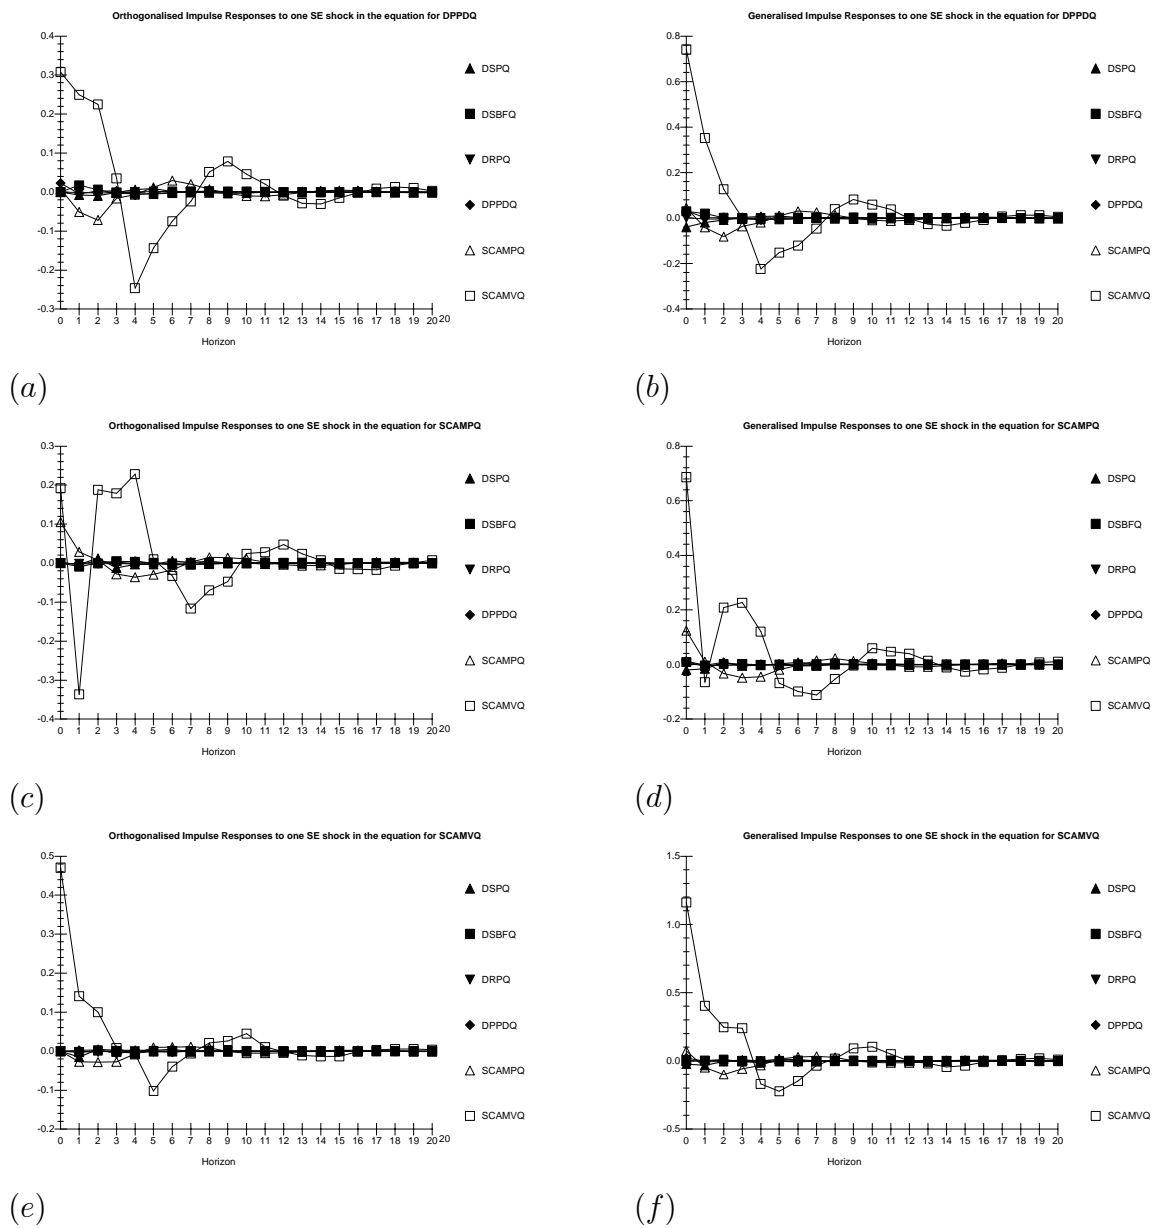 Orthogonalised Impulse Responses to one SE shock in the equation for DPPDQ
0.4
0.3
0.2
0.1
0.0
-0.1
-0.2
-0.3
0 1 2 3 4 5 6 7 8 9 10 11 12 13 14 15 16 17 18 19 20 20
Horizon
DSPQ
DSBFQ
DRPQ
DPPDQ
SCAMPQ
SCAMVQ
(a)
Generalised Impulse Responses to one SE shock in the equation for DPPDQ
0.8
0.6
0.4
0.2
0.0
-0.2
-0.4
0 1 2 3 4 5 6 7 8 9 10 11 12 13 14 15 16 17 18 19 20
Horizon
DSPQ
DSBFQ
DRPQ
DPPDQ
SCAMPQ
SCAMVQ
(b)
Orthogonalised Impulse Responses to one SE shock in the equation for SCAMPQ
0.3
0.2
0.1
0.0
-0.1
-0.2
-0.3
-0.4
0 1 2 3 4 5 6 7 8 9 10 11 12 13 14 15 16 17 18 19 20 20
Horizon
DSPQ
DSBFQ
DRPQ
DPPDQ
SCAMPQ
SCAMVQ
(c)
Generalised Impulse Responses to one SE shock in the equation for SCAMPQ
0.8
0.6
0.4
0.2
0.0
-0.2
0 1 2 3 4 5 6 7 8 9 10 11 12 13 14 15 16 17 18 19 20
Horizon
DSPQ
DSBFQ
DRPQ
DPPDQ
SCAMPQ
SCAMVQ
(d)
Orthogonalised Impulse Responses to one SE shock in the equation for SCAMVQ
0.5
0.4
0.3
0.2
0.1
0.0
-0.1
-0.2
0 1 2 3 4 5 6 7 8 9 10 11 12 13 14 15 16 17 18 19 20 20
Horizon
DSPQ
DSBFQ
DRPQ
DPPDQ
SCAMPQ
SCAMVQ
(e)
Generalised Impulse Responses to one SE shock in the equation for SCAMVQ
1.5
1.0
0.5
0.0
-0.5
0 1 2 3 4 5 6 7 8 9 10 11 12 13 14 15 16 17 18 19 20
Horizon
DSPQ
DSBFQ
DRPQ
DPPDQ
SCAMPQ
SCAMVQ
(f)